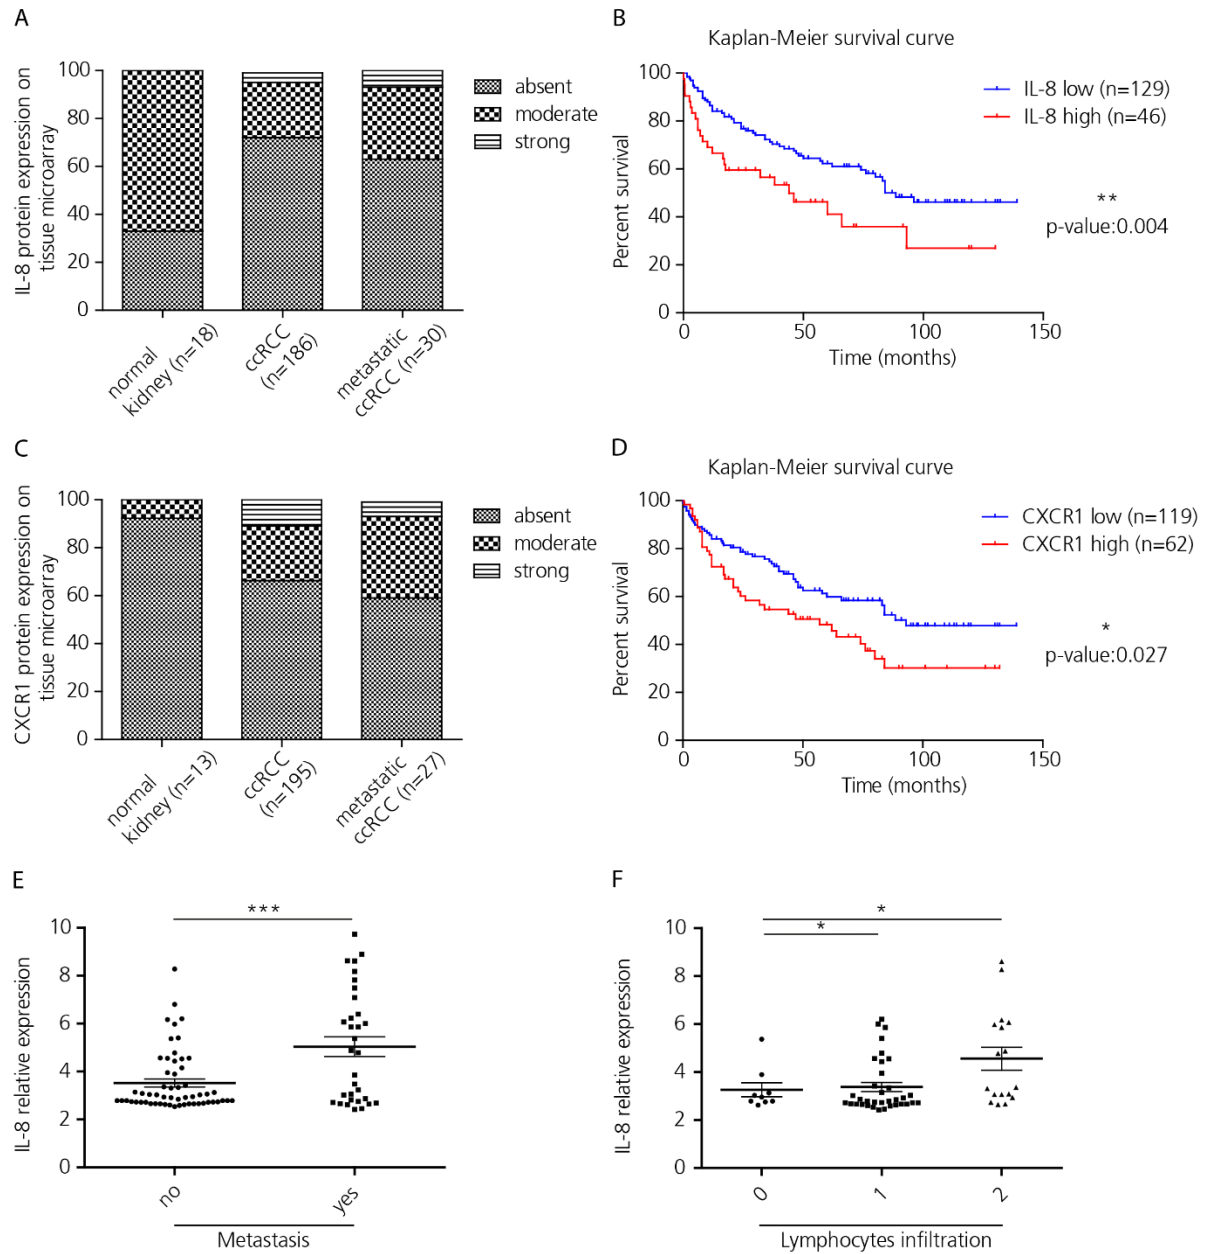 A
IL-8 protein expression on
tissue microarray
100
80
60
40
20
0
absent
moderate
strong
normal
kidney (n=18)
ccRCC
(n=186)
metastatic
ccRCC (n=30)
B
Kaplan-Meier survival curve
Percent survival
100
80
60
40
20
0
IL-8 low (n=129)
IL-8 high (n=46)
**
p-value:0.004
0
50
100
150
Time (months)
C
CXCR1 protein expression on
tissue microarray
100
80
60
40
20
0
absent
moderate
strong
normal
kidney (n=13)
ccRCC
(n=195)
metastatic
ccRCC (n=27)
D
Kaplan-Meier survival curve
Percent survival
100
80
60
40
20
0
CXCR1 low (n=119)
CXCR1 high (n=62)
*
p-value:0.027
0
50
100
150
Time (months)
E
IL-8 relative expression
10
8
6
4
2
0
***
no
yes
Metastasis
F
IL-8 relative expression
10
8
6
4
2
0
*
*
0
1
2
Lymphocytes infiltration